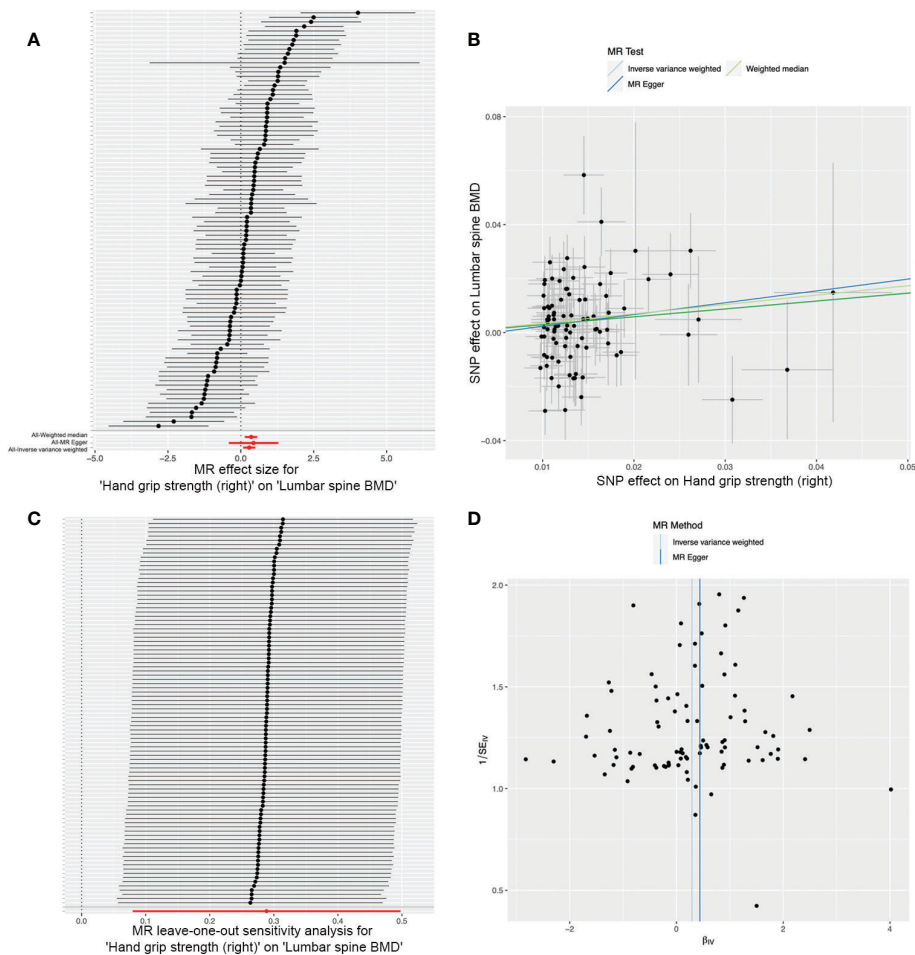 A
All-Weighted median
All-MR Egger
All-Inverse variance weighted
-5.0 -2.5 0.0 2.5 5.0
MR effect size for
'Hand grip strength (right)' on 'Lumbar spine BMD'
B
MR Test
Inverse variance weighted Weighted median
MR Egger
SNP effect on Lumbar spine BMD
0.08
0.04
0.00
-0.04
0.01 0.02 0.03 0.04 0.05
SNP effect on Hand grip strength (right)
C
0.0 0.1 0.2 0.3 0.4 0.5
MR leave-one-out sensitivity analysis for
'Hand grip strength (right)' on 'Lumbar spine BMD'
D
MR Method
Inverse variance weighted
MR Egger
1/SEIV
2.0
1.5
1.0
0.5
-2 0 2 4
βIV